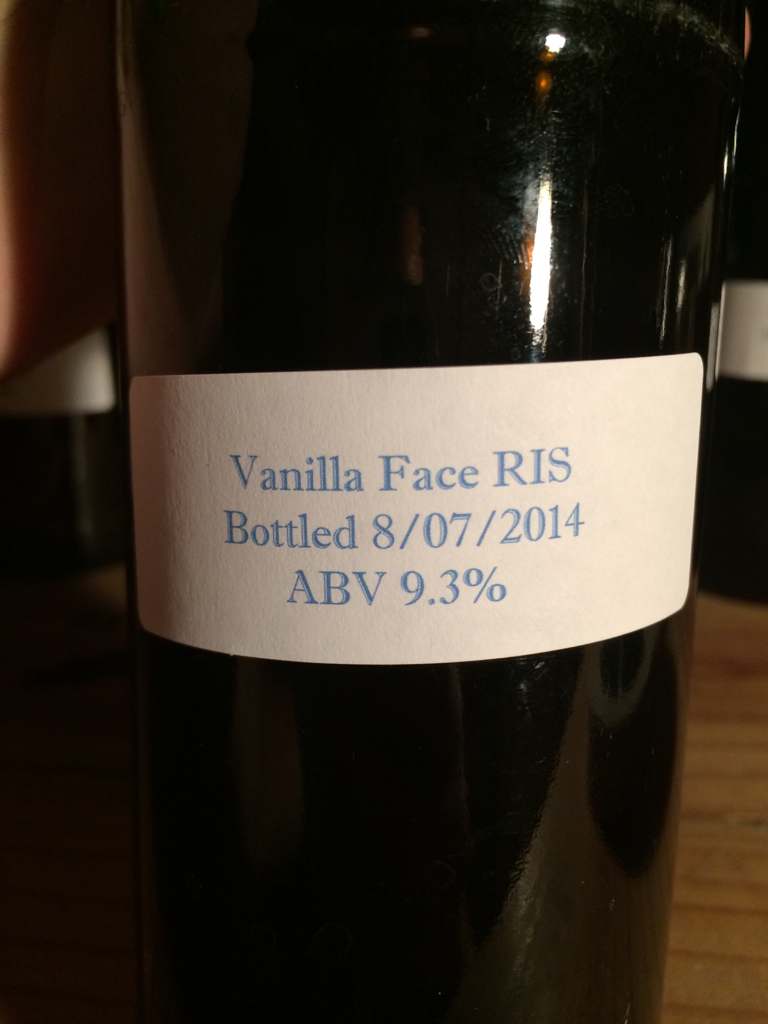 Vanilla Face RIS
Bottled 8/07/2014
ABV 9.3%